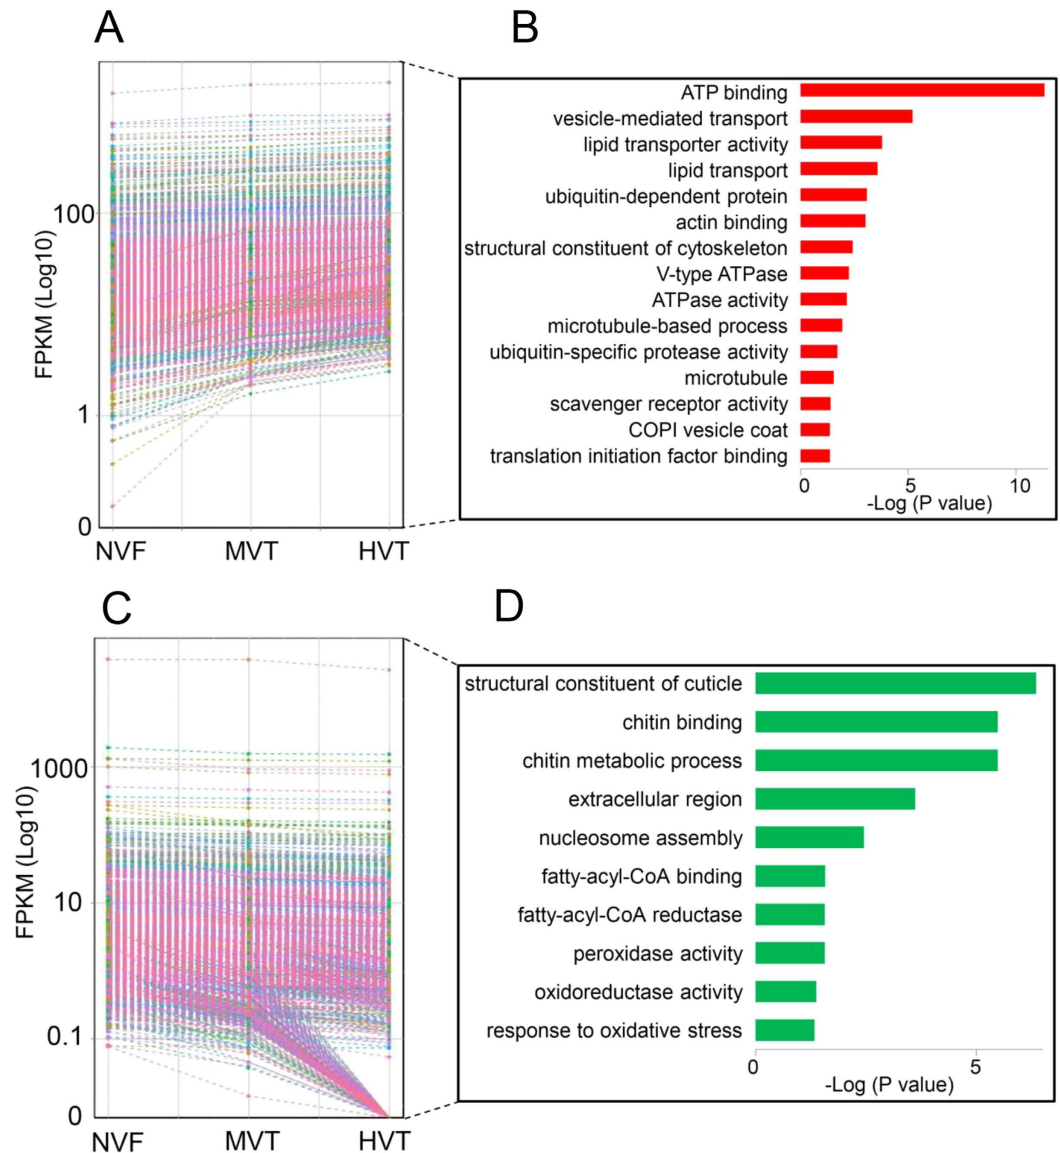 A
B
FPKM (Log10)
100
1
0
NVF MVT HVT
ATP binding
vesicle-mediated transport
lipid transporter activity
lipid transport
ubiquitin-dependent protein
actin binding
structural constituent of cytoskeleton
V-type ATPase
ATPase activity
microtubule-based process
ubiquitin-specific protease activity
microtubule
scavenger receptor activity
COPI vesicle coat
translation initiation factor binding
0 5 10
-Log (P value)
C
D
FPKM (Log10)
1000
10
0.1
0
NVF MVT HVT
structural constituent of cuticle
chitin binding
chitin metabolic process
extracellular region
nucleosome assembly
fatty-acyl-CoA binding
fatty-acyl-CoA reductase
peroxidase activity
oxidoreductase activity
response to oxidative stress
0 5
-Log (P value)